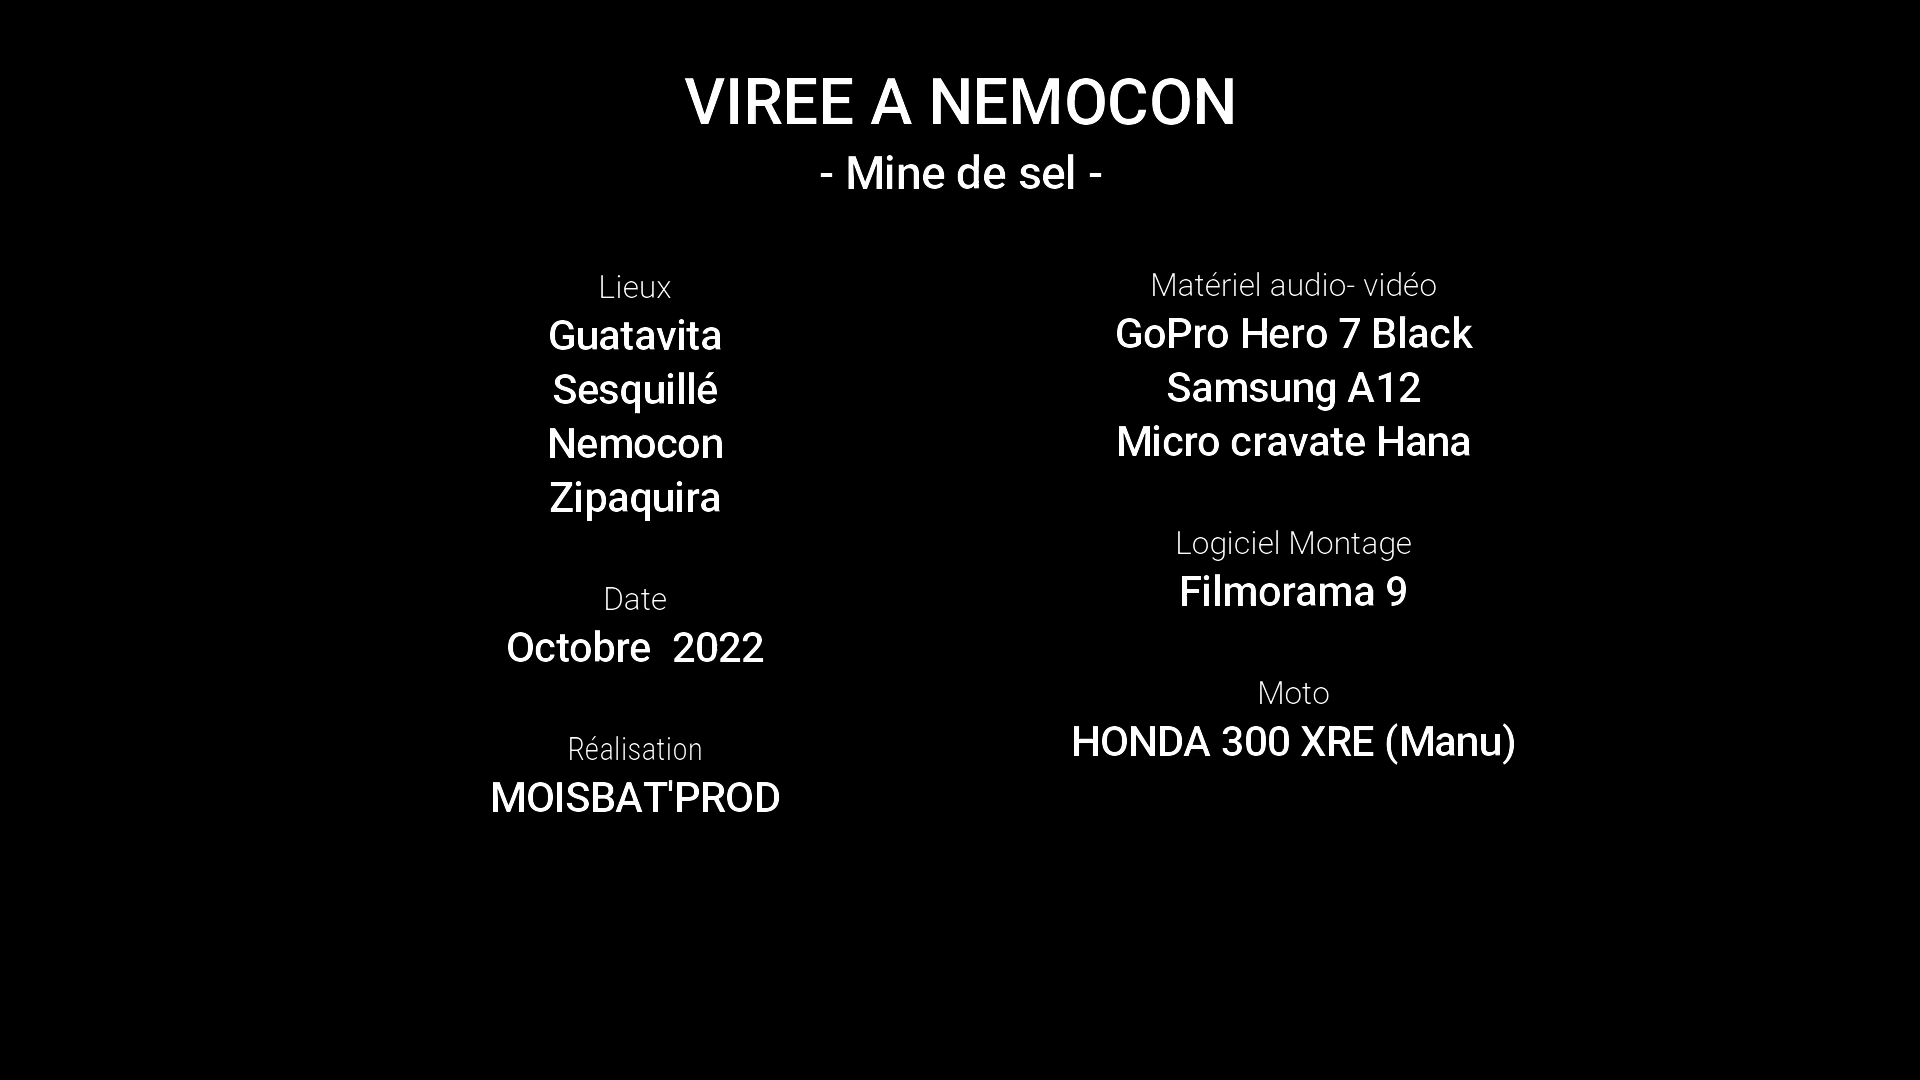 VIREE A NEMOCON
- Mine de sel -
Lieux
Guatavita
Sesquillé
Nemocon
Zipaquira
Date
Octobre  2022
Réalisation
MOISBAT'PROD
Matériel audio- vidéo
GoPro Hero 7 Black
Samsung A12
Micro cravate Hana
Logiciel Montage
Filmorama 9
Moto
HONDA 300 XRE (Manu)